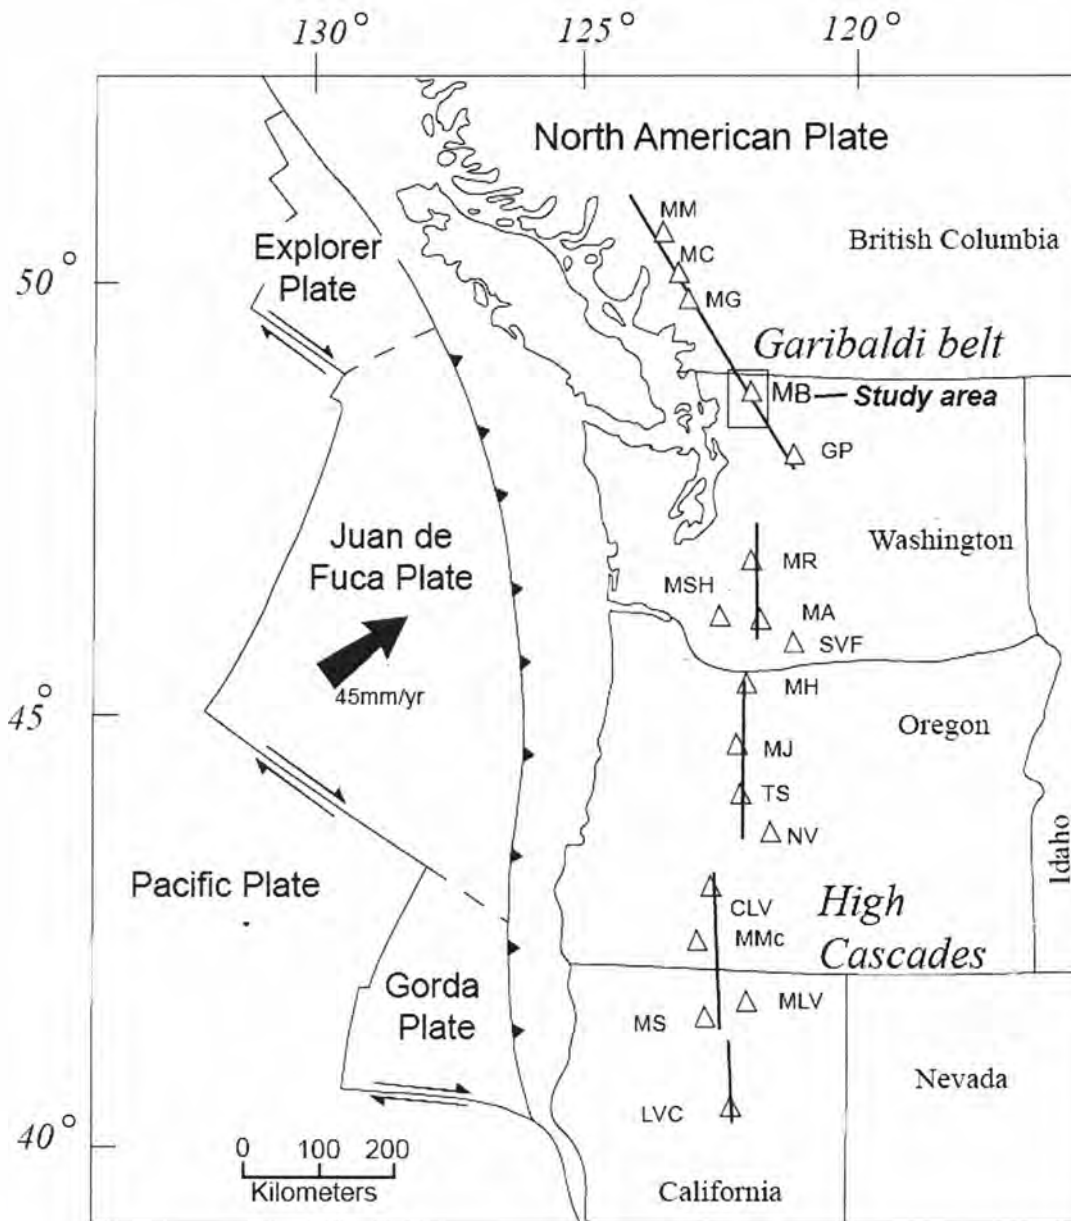 130° 125° 120°
North American Plate
MM
British Columbia
Explorer
Plate
MC
50°
MG
Garibaldi belt
MB Study area
GP
Juan de
Fuca Plate
Washington
MR
MSH
MA
SVF
45mm/yr
MH
45°
Oregon
MJ
TS
NV
Idaho
Pacific Plate
CLV
High
Cascades
MMc
Gorda
Plate
MLV
MS
Nevada
LVC
40°
0 100 200
Kilometers
California